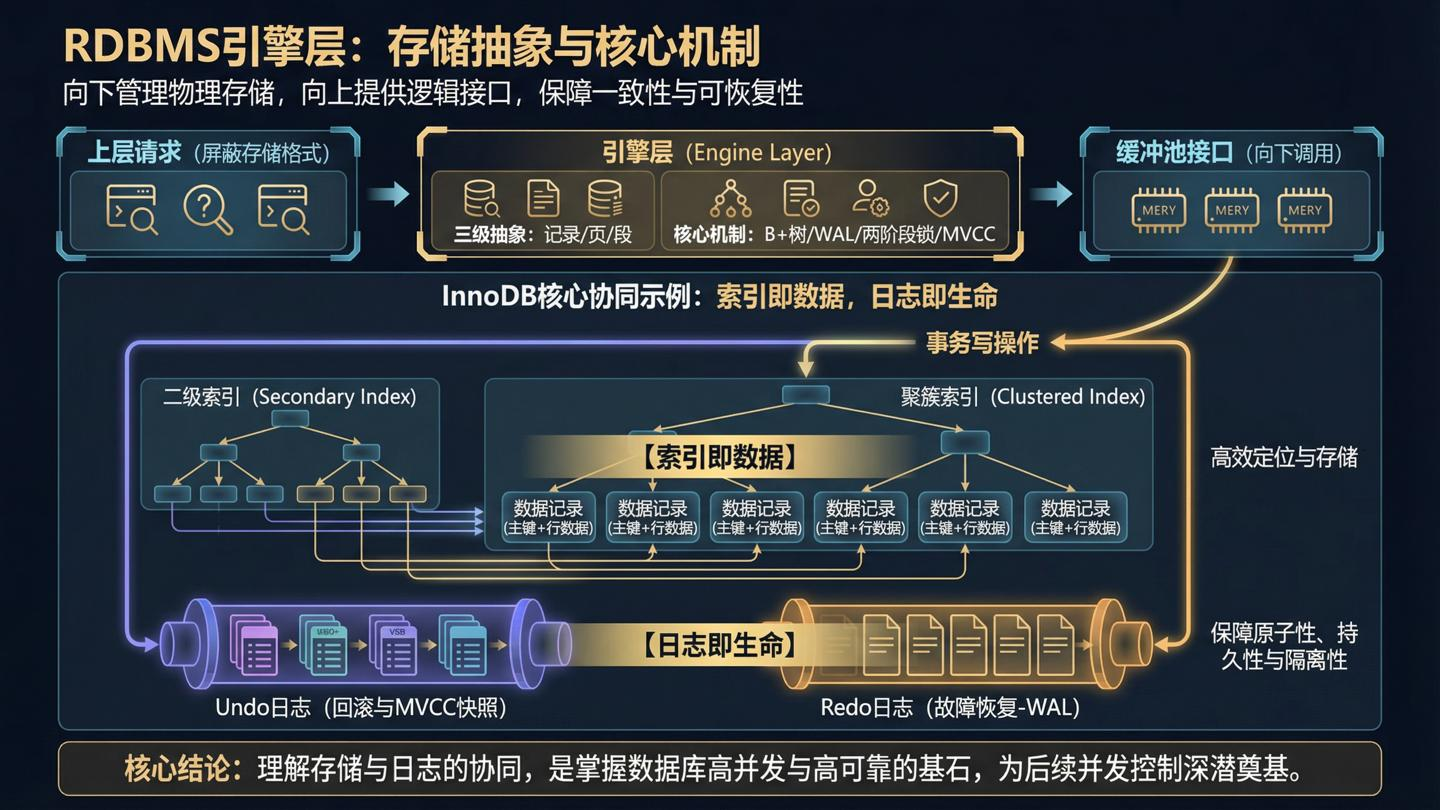 RDBMS引擎层：存储抽象与核心机制
向下管理物理存储，向上提供逻辑接口，保障一致性与可恢复性
上层请求（屏蔽存储格式）
引擎层（Engine Layer）
三级抽象：记录/页/段
核心机制：B+树/WAL/两阶段锁/MVCC
缓冲池接口（向下调用）
MERY
MERY
MERY
InnoDB核心协同示例：索引即数据，日志即生命
事务写操作
二级索引（Secondary Index）
聚簇索引（Clustered Index）
【索引即数据】
高效定位与存储
数据记录
(主键+行数据)
数据记录
(主键+行数据)
数据记录
(主键+行数据)
数据记录
(主键+行数据)
数据记录
(主键+行数据)
数据记录
(主键+行数据)
VSB
【日志即生命】
保障原子性、持
久性与隔离性
Undo日志（回滚与MVCC快照）
Redo日志（故障恢复-WAL）
核心结论：理解存储与日志的协同，是掌握数据库高并发与高可靠的基石，为后续并发控制深潜奠基。